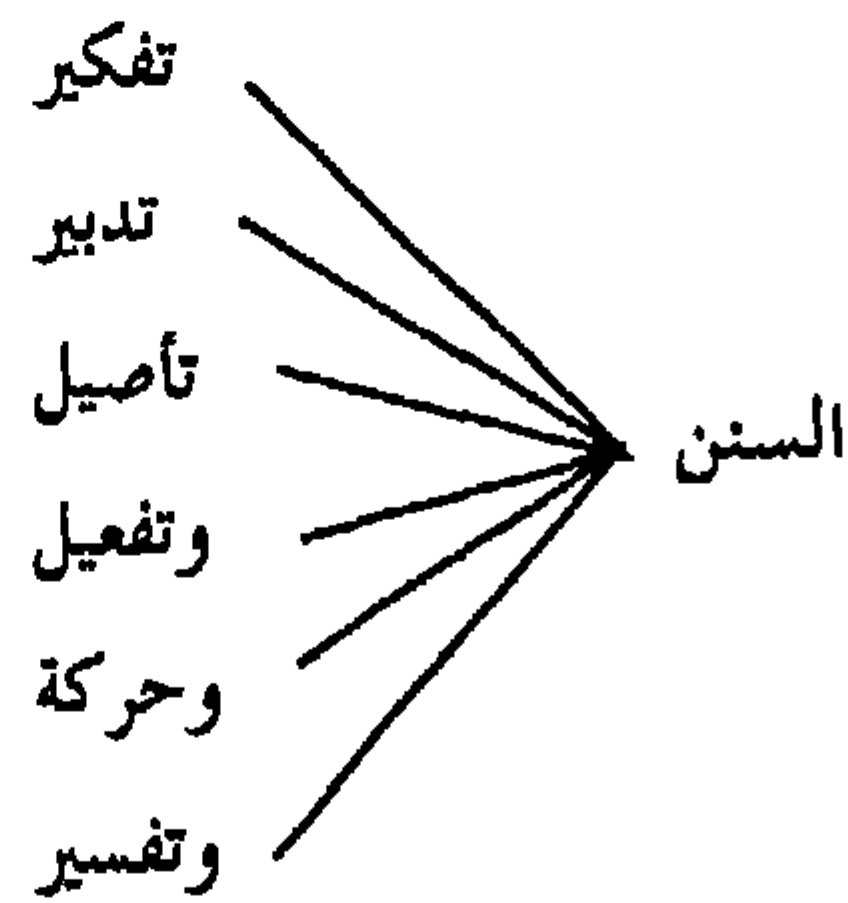 السنن
تفكير
تدبير
تأصيل
وتفعيل
وحركة
وتفسير